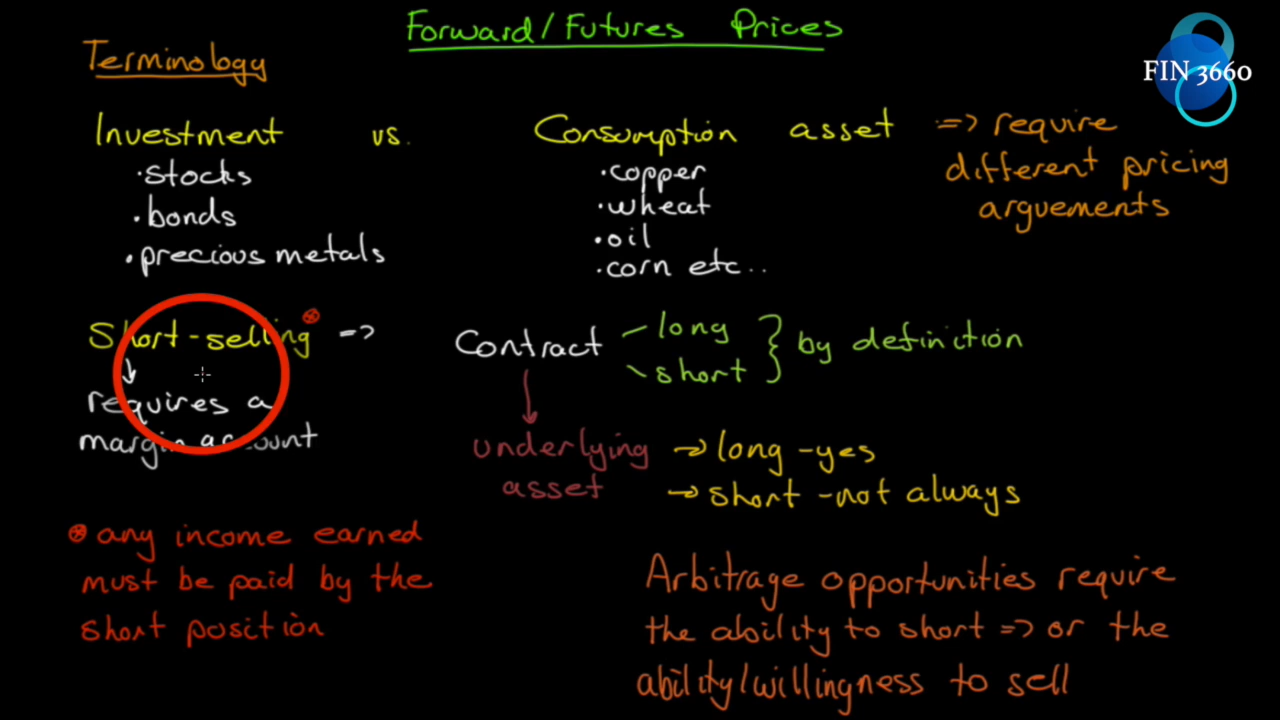 Forward/Futures Prices
FIN 3660
Terminology
Investment vs. Consumption asset => require
different pricing
arguements
·stocks
·bonds
·precious metals
·copper
·wheat
·oil
·corn etc..
Short-selling ⊗ =>
requires a
margin account
Contract
long
short
} by definition
underlying
asset
→ long -yes
→ short -not always
⊗ any income earned
must be paid by the
short position
Arbitrage opportunities require
the ability to short => or the
ability/willingness to sell